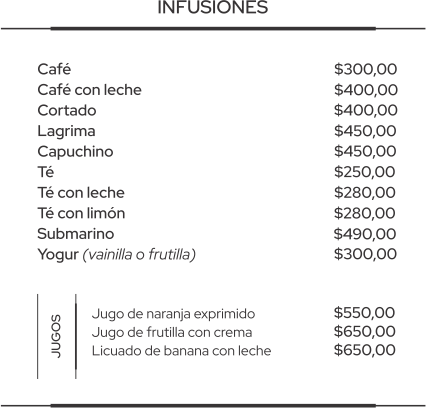 INFUSIONES
Café $300,00
Café con leche $400,00
Cortado $400,00
Lagrima $450,00
Capuchino $450,00
Té $250,00
Té con leche $280,00
Té con limón $280,00
Submarino $490,00
Yogur (vainilla o frutilla) $300,00
JUGOS
Jugo de naranja exprimido $550,00
Jugo de frutilla con crema $650,00
Licuado de banana con leche $650,00